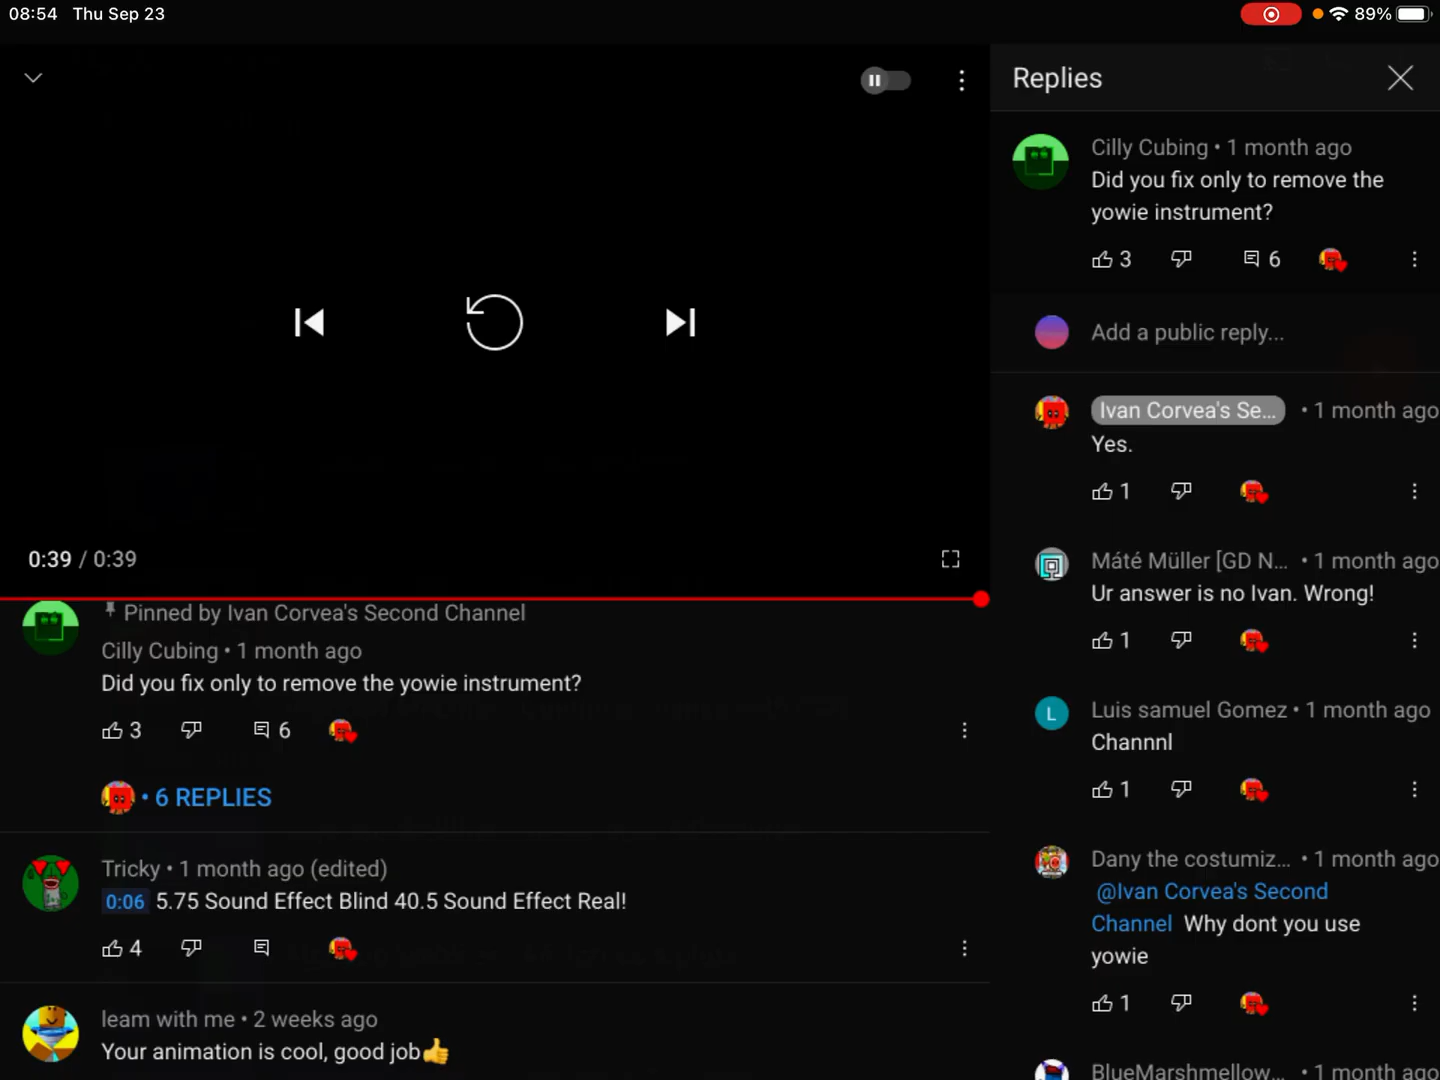 08:54 Thu Sep 23
89%
0:39 / 0:39
Pinned by Ivan Corvea's Second Channel
Cilly Cubing • 1 month ago
Did you fix only to remove the yowie instrument?
3
6
• 6 REPLIES
Tricky • 1 month ago (edited)
0:06 5.75 Sound Effect Blind 40.5 Sound Effect Real!
4
leam with me • 2 weeks ago
Your animation is cool, good job👍
Replies
Cilly Cubing • 1 month ago
Did you fix only to remove the
yowie instrument?
3
6
Add a public reply...
Ivan Corvea's Se... • 1 month ago
Yes.
1
Máté Müller [GD N... • 1 month ago
Ur answer is no Ivan. Wrong!
1
L
Luis samuel Gomez • 1 month ago
Channnl
1
Dany the costumiz... • 1 month ago
@Ivan Corvea's Second
Channel Why dont you use
yowie
1
BlueMarshmellow... • 1 month ago